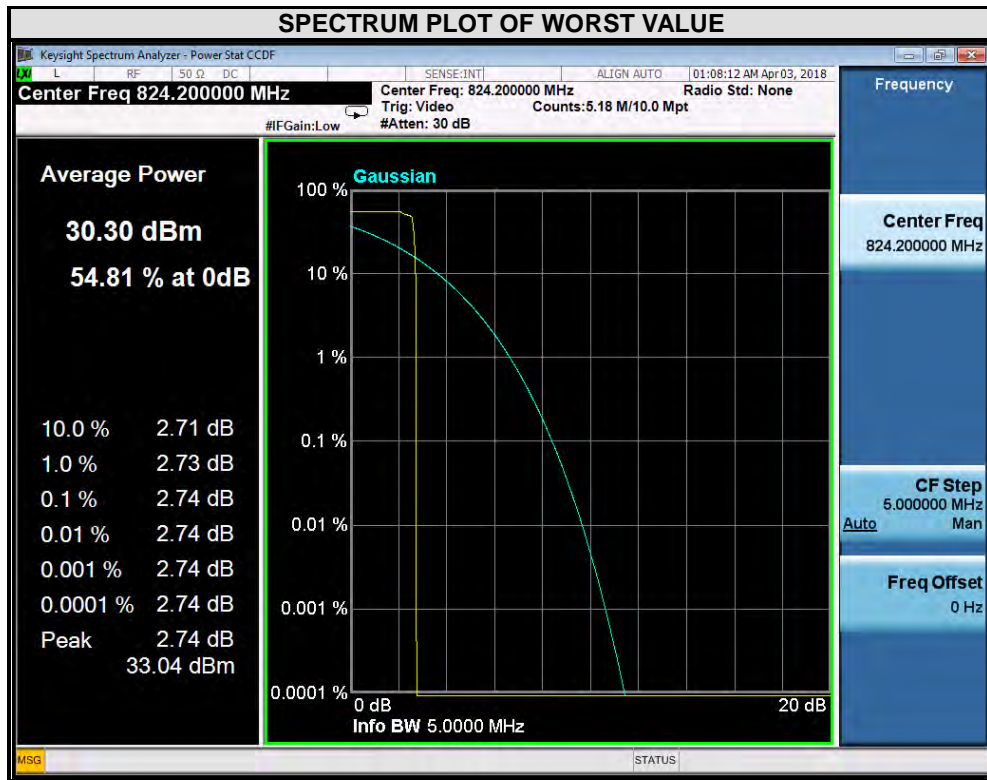 SPECTRUM PLOT OF WORST VALUE
Keysight Spectrum Analyzer - Power Stat CCDF
LXI L RF 50 Ω DC SENSE:INT ALIGN AUTO 01:08:12 AM Apr 03, 2018
Center Freq 824.200000 MHz
Center Freq: 824.200000 MHz Radio Std: None
Trig: Video Counts:5.18 M/10.0 Mpt
#IFGain:Low #Atten: 30 dB
Frequency
Average Power
30.30 dBm
54.81 % at 0dB
10.0 % 2.71 dB
1.0 % 2.73 dB
0.1 % 2.74 dB
0.01 % 2.74 dB
0.001 % 2.74 dB
0.0001 % 2.74 dB
Peak 2.74 dB
33.04 dBm
Gaussian
100 %
10 %
1 %
0.1 %
0.01 %
0.001 %
0.0001 %
0 dB 20 dB
Info BW 5.0000 MHz
Center Freq
824.200000 MHz
CF Step
5.000000 MHz
Auto Man
Freq Offset
0 Hz
MSG STATUS